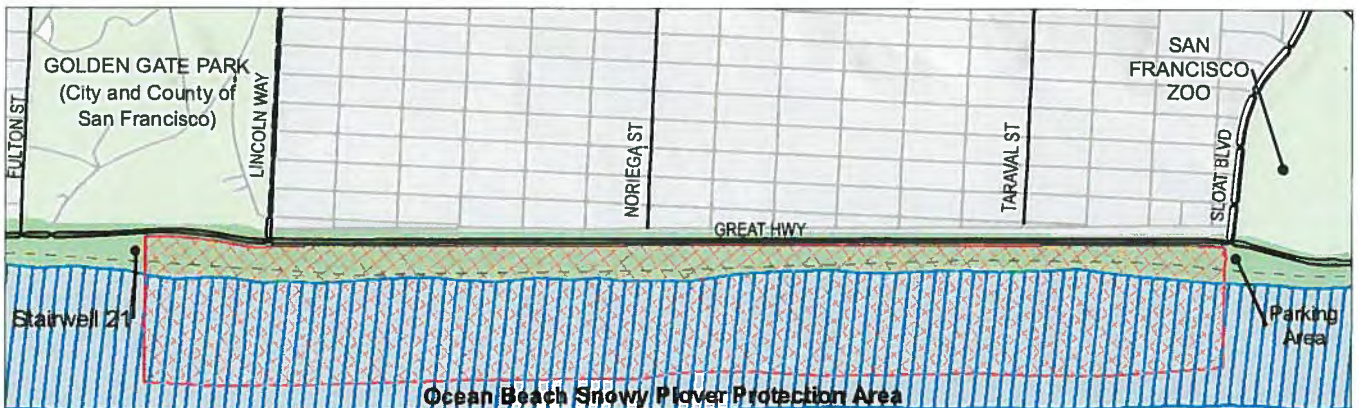 GOLDEN GATE PARK
(City and County of
San Francisco)
FULTON ST
LINCOLN WAY
NORIEGA ST
TARAVAL ST
SLOAT BLVD
SAN
FRANCISCO
ZOO
GREAT HWY
Stairwell 21
Parking
Area
Ocean Beach Snowy Plover Protection Area